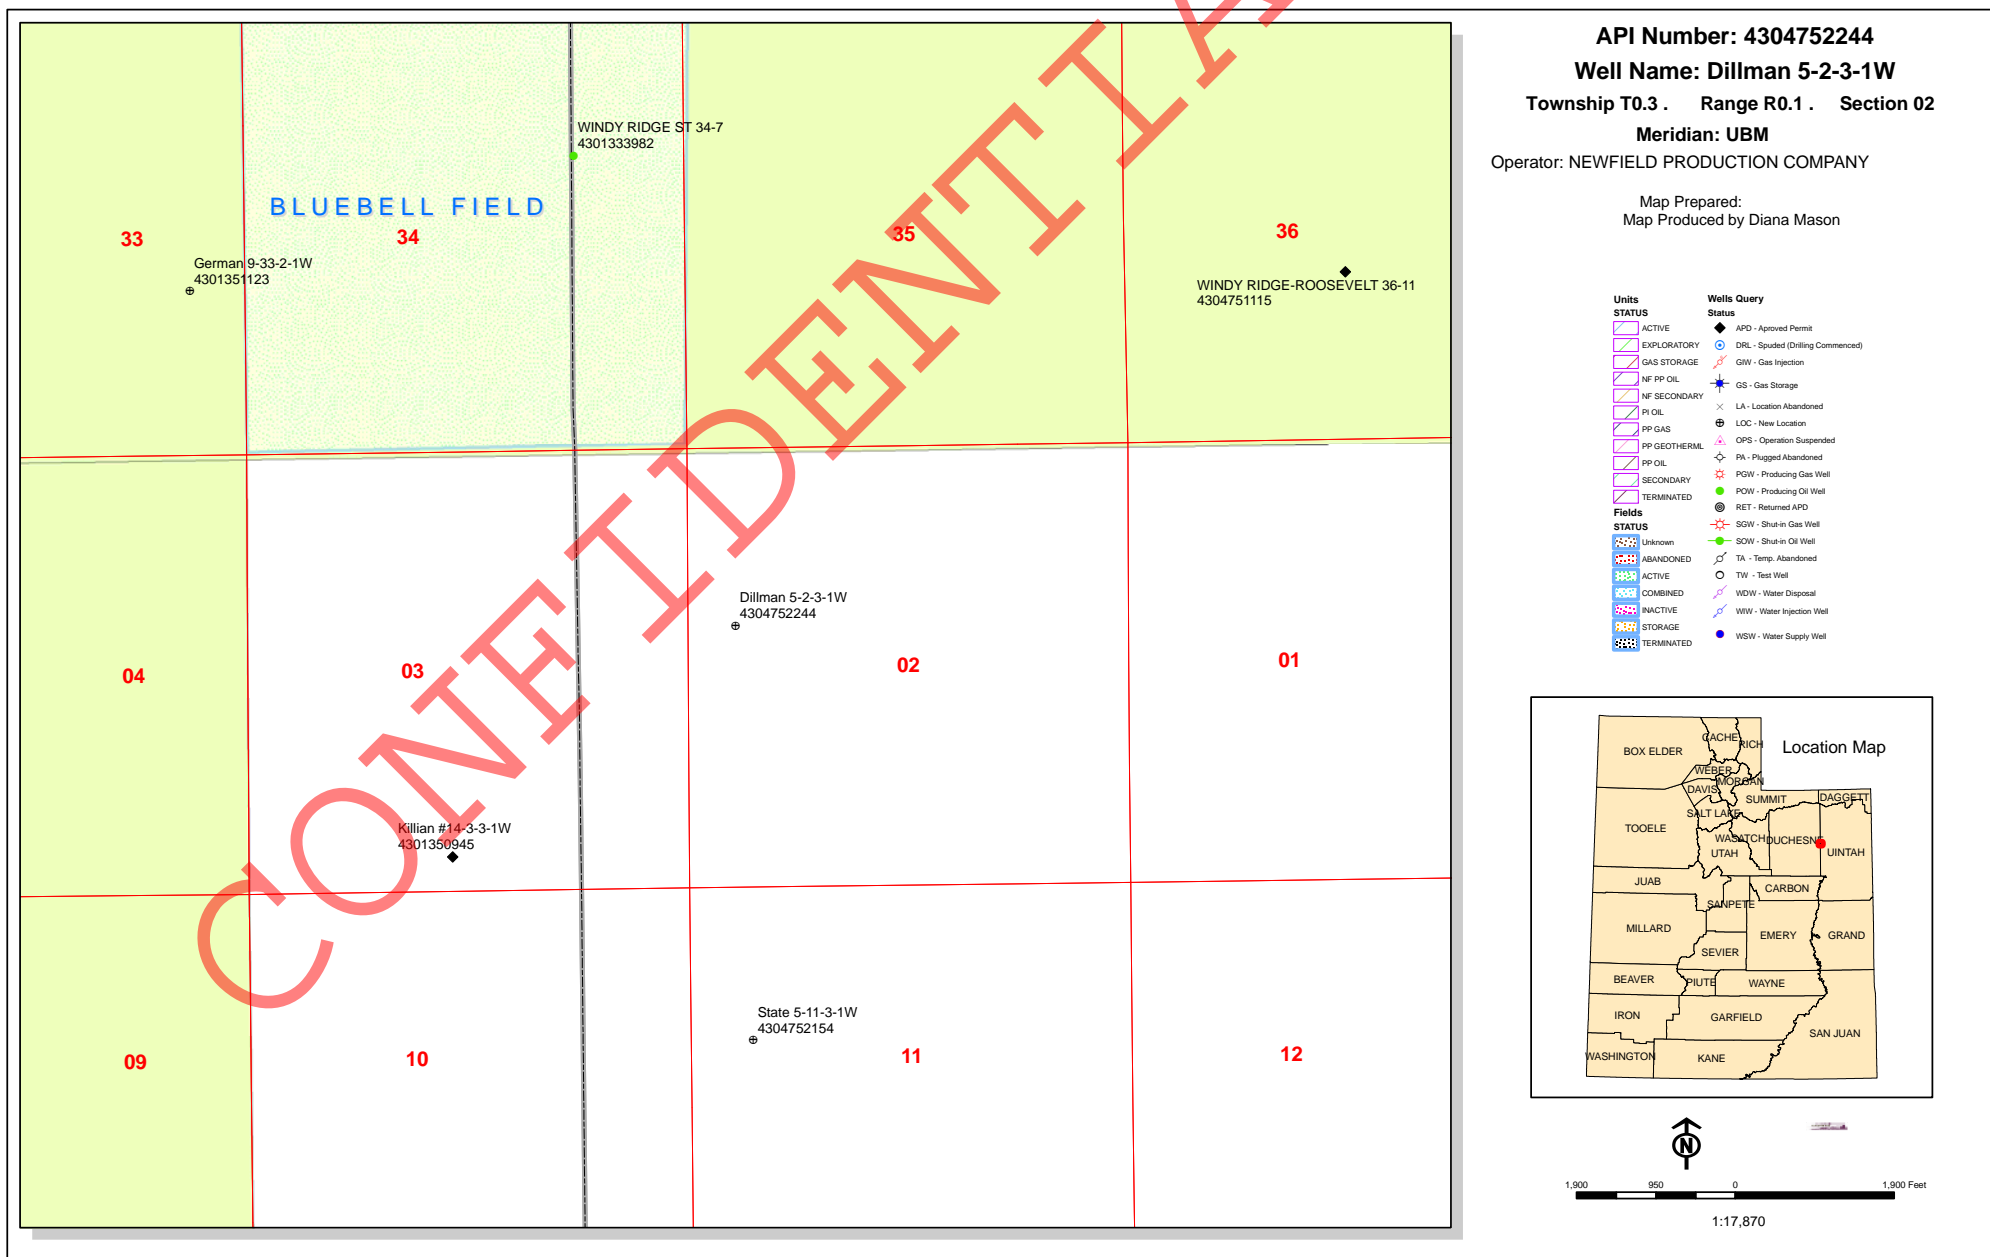 API Number: 4304752244
Well Name: Dillman 5-2-3-1W
Township T0.3 . Range R0.1 . Section 02
Meridian: UBM
Operator: NEWFIELD PRODUCTION COMPANY
Map Prepared:
Map Produced by Diana Mason
CONFIDENTIA
WINDY RIDGE ST 34-7
4301333982
BLUEBELL FIELD
33
34
35
36
German 9-33-2-1W
4301351123
WINDY RIDGE-ROOSEVELT 36-11
4304751115
Dillman 5-2-3-1W
4304752244
04
03
02
01
Killian #14-3-3-1W
4301350945
State 5-11-3-1W
4304752154
09
10
11
12
Units
STATUS
ACTIVE
EXPLORATORY
GAS STORAGE
NF PP OIL
NF SECONDARY
PI OIL
PP GAS
PP GEOTHERML
PP OIL
SECONDARY
TERMINATED
Fields
STATUS
Unknown
ABANDONED
ACTIVE
COMBINED
INACTIVE
STORAGE
TERMINATED
Wells Query
Status
APD - Aproved Permit
DRL - Spuded (Drilling Commenced)
GIW - Gas Injection
GS - Gas Storage
LA - Location Abandoned
LOC - New Location
OPS - Operation Suspended
PA - Plugged Abandoned
PGW - Producing Gas Well
POW - Producing Oil Well
RET - Returned APD
SGW - Shut-in Gas Well
SOW - Shut-in Oil Well
TA - Temp. Abandoned
TW - Test Well
WDW - Water Disposal
WIW - Water Injection Well
WSW - Water Supply Well
Location Map
CACHE
RICH
BOX ELDER
WEBER
MORGAN
DAVIS
SUMMIT
DAGGETT
SALT LAKE
TOOELE
WASATCH
DUCHESNE
UTAH
UINTAH
JUAB
CARBON
SANPETE
MILLARD
EMERY
GRAND
SEVIER
BEAVER
PIUTE
WAYNE
IRON
GARFIELD
SAN JUAN
WASHINGTON
KANE
N
1,900 950 0 1,900 Feet
1:17,870